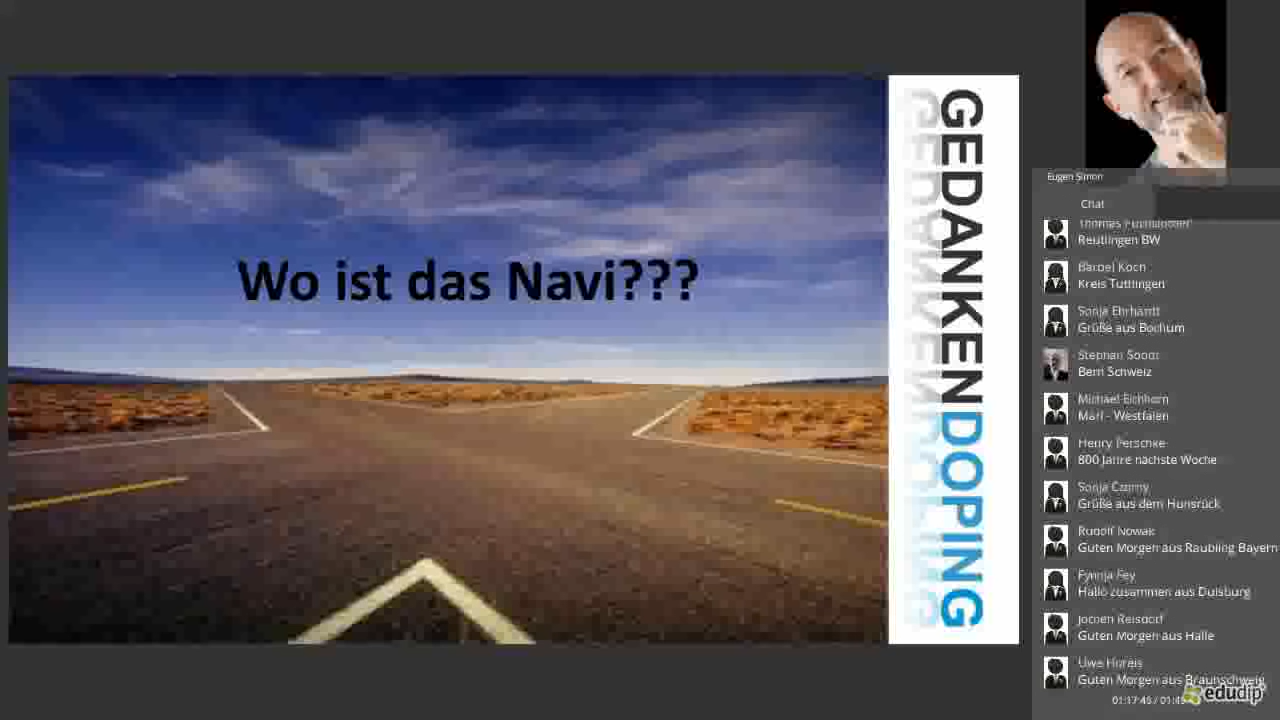 Wo ist das Navi???
GEDANKENDOPING
Eugen Simon
Chat
Thomas
Reutlingen BW
Bärbel Koch
Kreis Tuttlingen
Sonja Ehrhardt
Grüße aus Bochum
Stephan
Bern Schweiz
Michael Eichhorn
Marl - Westfalen
Henry Perschke
800 Jahre nächste Woche
Sonja Czerny
Grüße aus dem Hunsrück
Rudolf Nowak
Guten Morgen aus Raubling Bayern
Fynnja Fey
Hallo zusammen aus Duisburg
Jochen Reisdorf
Guten Morgen aus Halle
Uwe
Guten Morgen aus Braunschweig
edudip